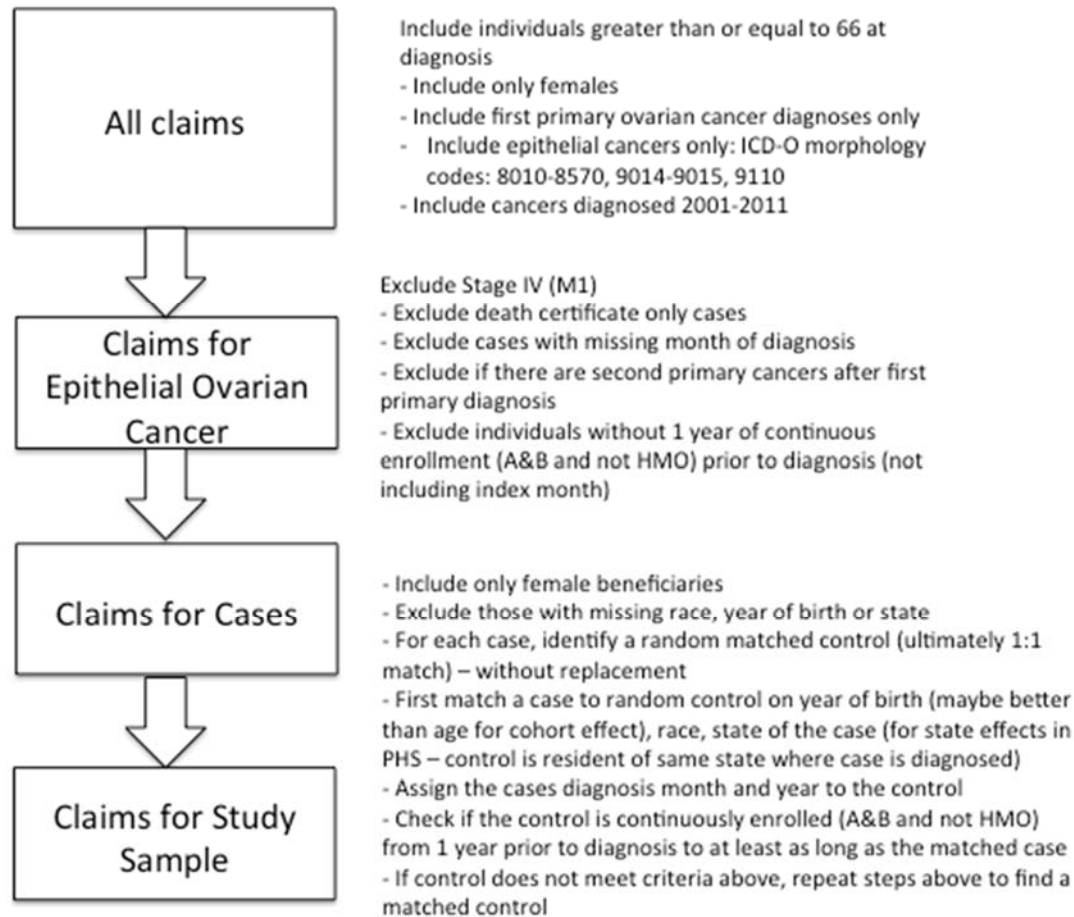 All claims
Include individuals greater than or equal to 66 at
diagnosis
- Include only females
- Include first primary ovarian cancer diagnoses only
- Include epithelial cancers only: ICD-O morphology
codes: 8010-8570, 9014-9015, 9110
- Include cancers diagnosed 2001-2011
Claims for
Epithelial Ovarian
Cancer
Exclude Stage IV (M1)
- Exclude death certificate only cases
- Exclude cases with missing month of diagnosis
- Exclude if there are second primary cancers after first
primary diagnosis
- Exclude individuals without 1 year of continuous
enrollment (A&B and not HMO) prior to diagnosis (not
including index month)
Claims for Cases
- Include only female beneficiaries
- Exclude those with missing race, year of birth or state
- For each case, identify a random matched control (ultimately 1:1
match) – without replacement
- First match a case to random control on year of birth (maybe better
than age for cohort effect), race, state of the case (for state effects in
PHS – control is resident of same state where case is diagnosed)
- Assign the cases diagnosis month and year to the control
- Check if the control is continuously enrolled (A&B and not HMO)
from 1 year prior to diagnosis to at least as long as the matched case
- If control does not meet criteria above, repeat steps above to find a
matched control
Claims for Study
Sample